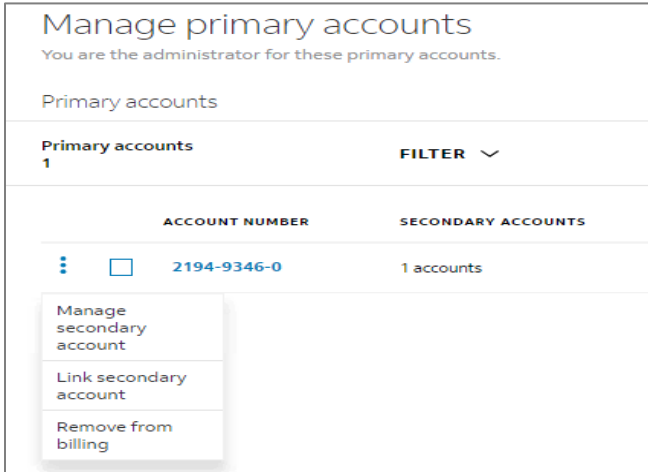 Manage primary accounts
You are the administrator for these primary accounts.
Primary accounts
Primary accounts
1
FILTER
ACCOUNT NUMBER
SECONDARY ACCOUNTS
2194-9346-0
1 accounts
Manage
secondary
account
Link secondary
account
Remove from
billing